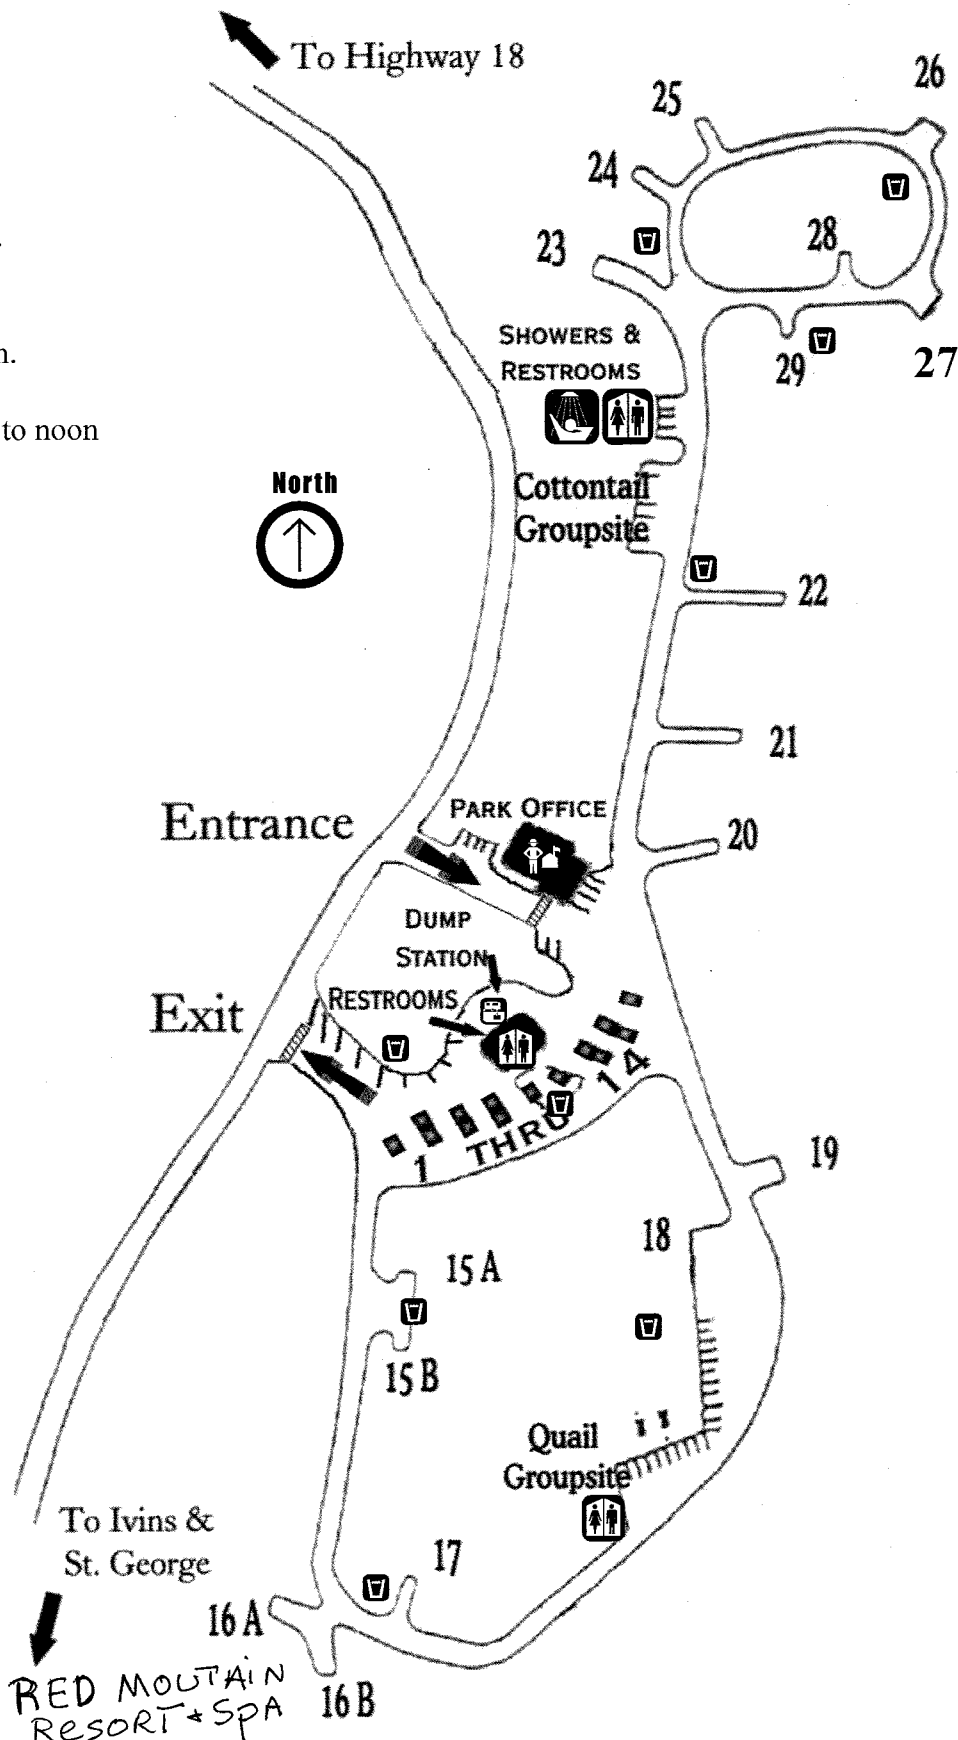 To Highway 18
26
25
24
23
28
n.
SHOWERS &
RESTROOMS
29
27
to noon
North
Cottontail
Groupsite
22
21
PARK OFFICE
Entrance
20
DUMP
STATION
Exit
RESTROOMS
1 THRU 14
19
18
15 A
15 B
Quail
Groupsite
To Ivins &
St. George
17
16 A
16 B
RED MOUTAIN
RESORT & SPA